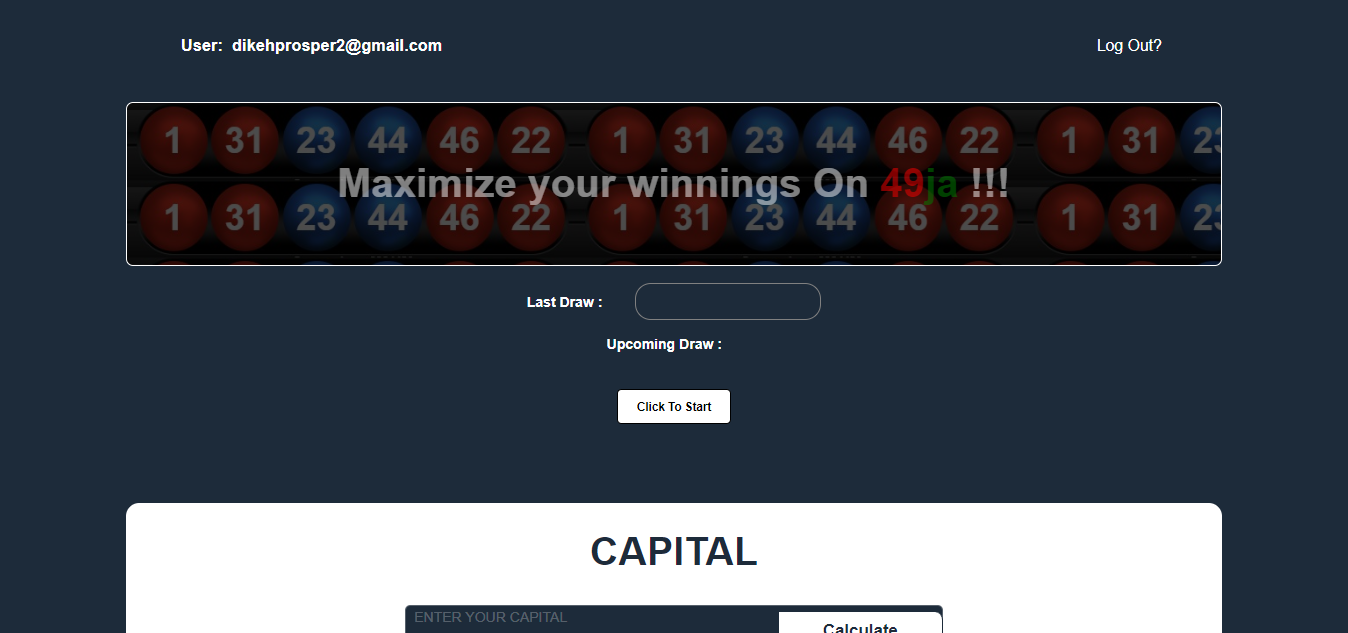 User: dikehprosper2@gmail.com
Log Out?
1 31 23 44 46 22 1 31 23 44 46 22 1 31 23
Maximize your winnings On 49ja !!!
1 31 23 44 46 22 1 31 23 44 46 22 1 31 23
Last Draw :
Upcoming Draw :
Click To Start
CAPITAL
ENTER YOUR CAPITAL
Calculate